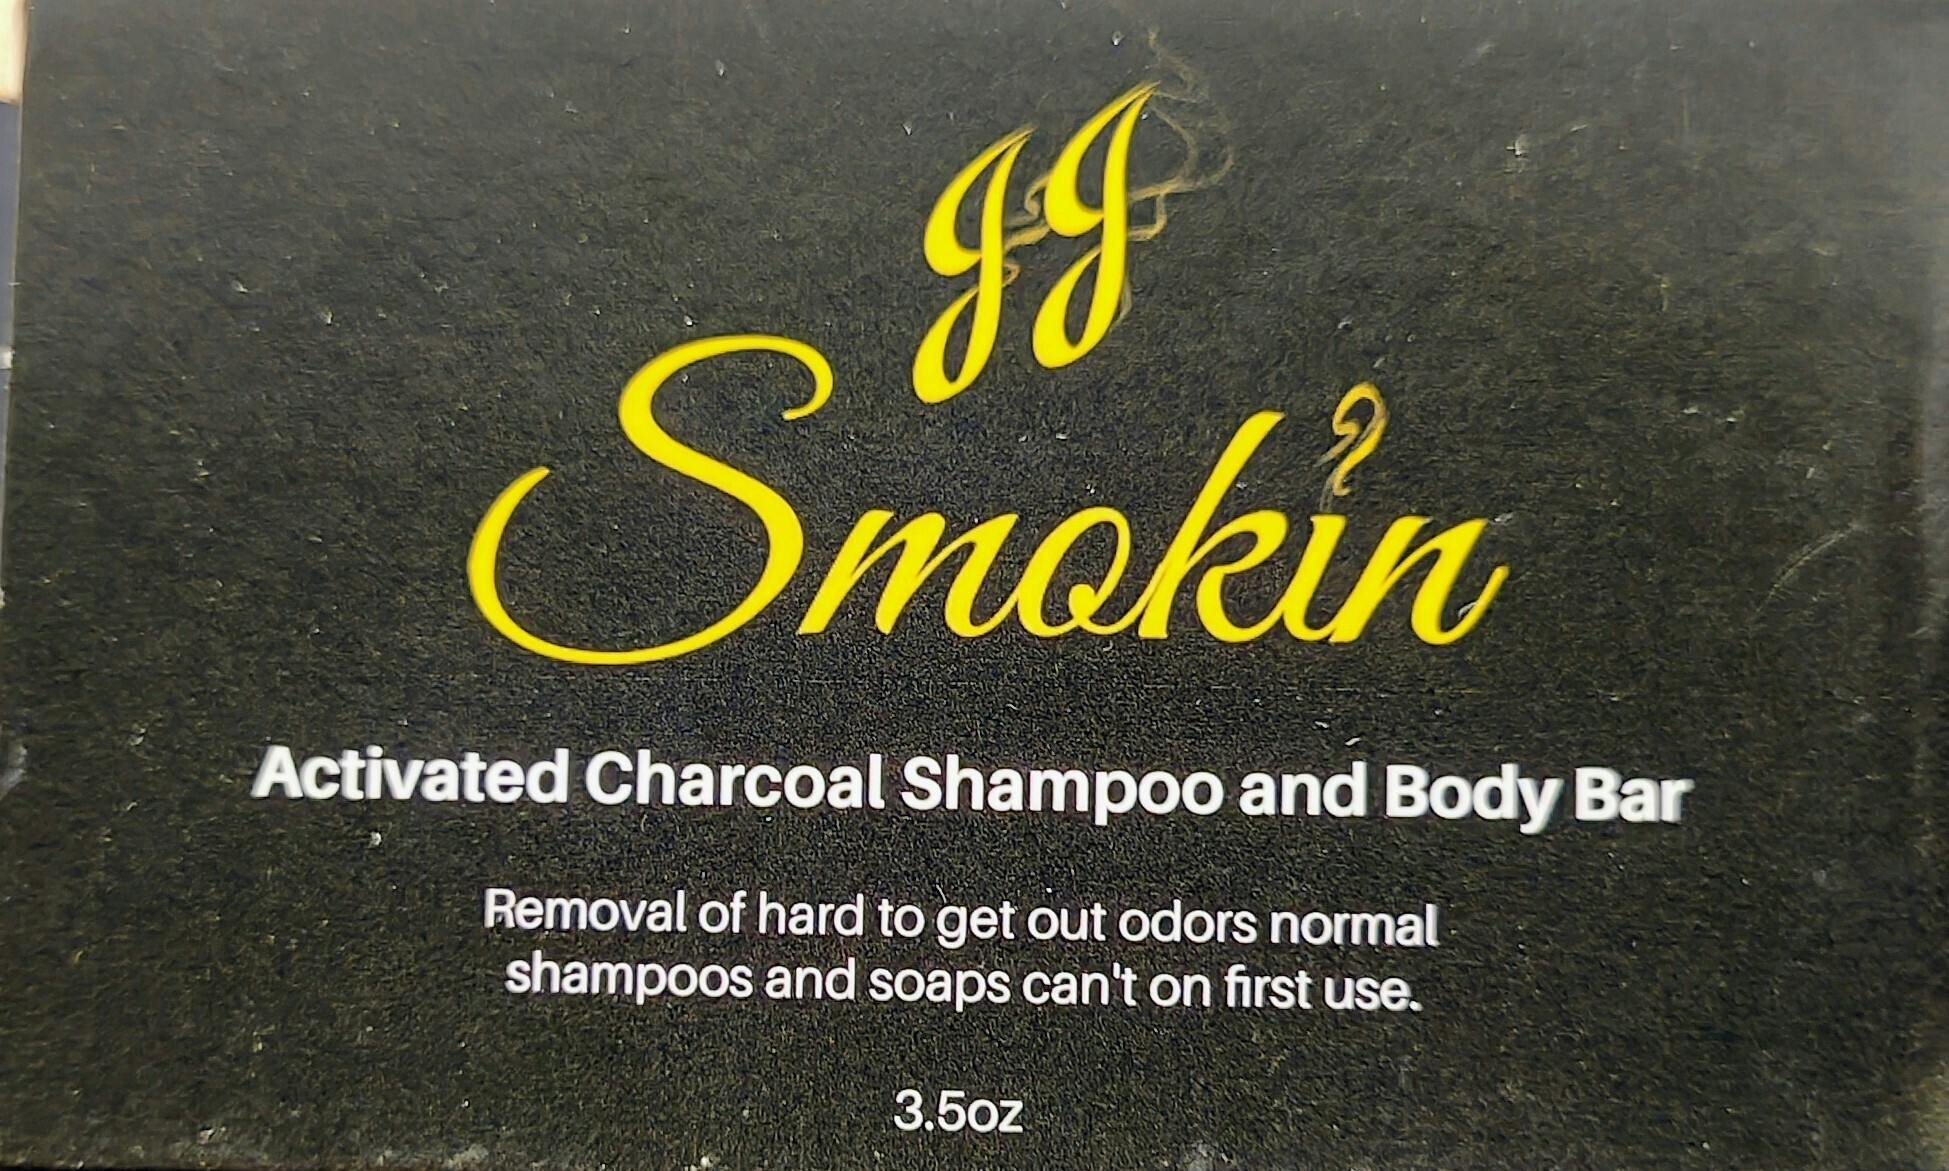 JJ
Smokin
Activated Charcoal Shampoo and Body Bar
Removal of hard to get out odors normal
shampoos and soaps can't on first use.
3.5oz